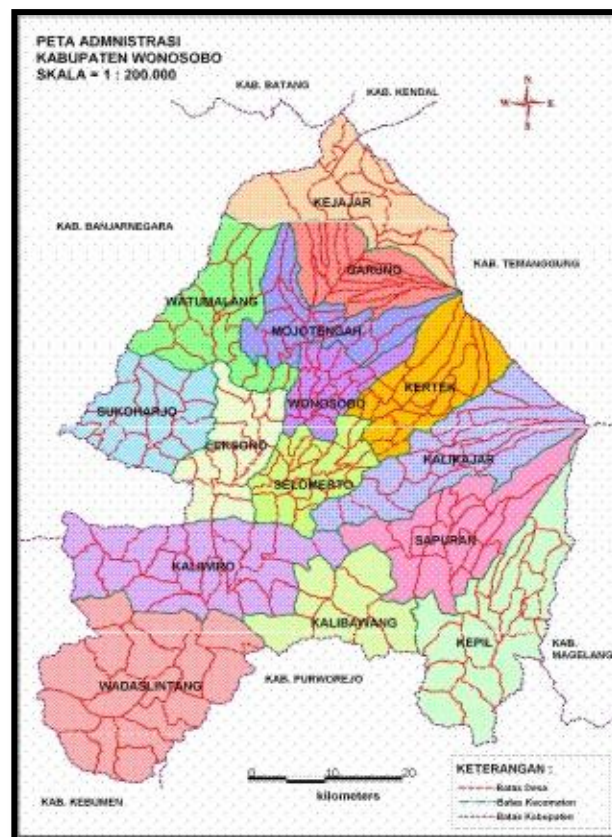 PETA ADMNISTRASI
KABUPATEN WONOSOBO
SKALA = 1 : 200.000
KAB. BATANG
KAB. KENDAL
N
W E
S
KEJAJAR
KAB. BANJARNEGARA
KAB. TEMANGGUNG
GARUNG
WATUMALANG
MOJOTENGAH
KERTEK
WONOSOBO
SUKOHARJO
LEKSONO
KALIKAJAR
SELOMERTO
SAPURAN
KALIWIRO
KALIBAWANG
KEPIL
KAB.
MAGELANG
WADASLINTANG
KAB. PURWOREJO
0 10 20
kilometers
KETERANGAN :
Batas Desa
Batas Kecamatan
Batas Kabupaten
KAB. KEBUMEN